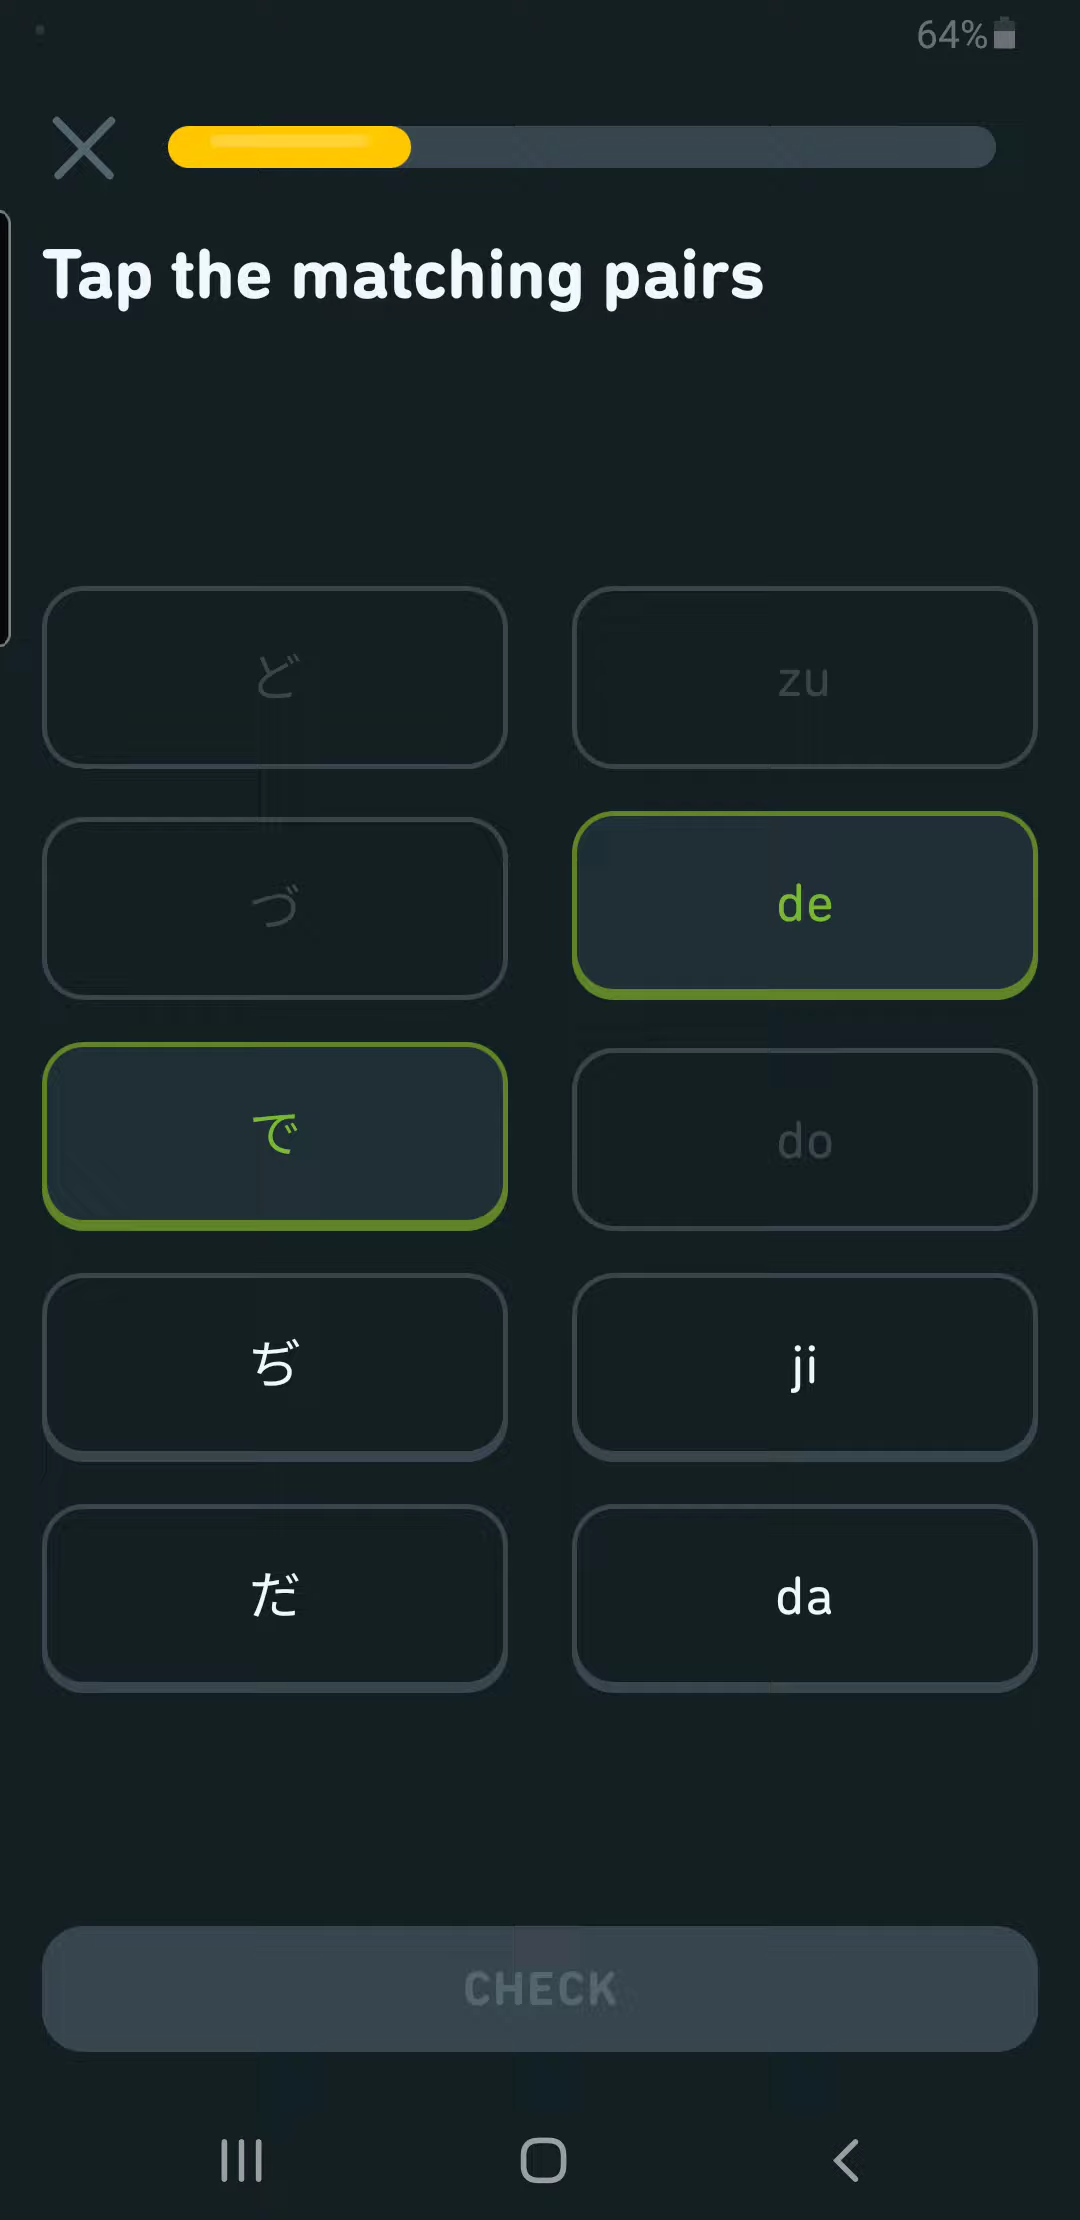 64%
Tap the matching pairs
ど zu
づ de
で do
ぢ ji
だ da
CHECK